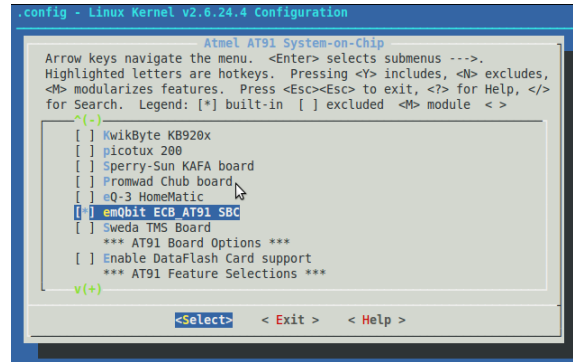 .config - Linux Kernel v2.6.24.4 Configuration
Atmel AT91 System-on-Chip
Arrow keys navigate the menu. <Enter> selects submenus --->.
Highlighted letters are hotkeys. Pressing <Y> includes, <N> excludes,
<M> modularizes features. Press <Esc><Esc> to exit, <?> for Help, </>
for Search. Legend: [*] built-in [ ] excluded <M> module < >
^(-)
[ ] KwikByte KB920x
[ ] picotux 200
[ ] Sperry-Sun KAFA board
[ ] Promwad Chub board
[ ] eQ-3 HomeMatic
[*] emQbit ECB_AT91 SBC
[ ] Sweda TMS Board
*** AT91 Board Options ***
[ ] Enable DataFlash Card support
*** AT91 Feature Selections ***
v(+)
<Select> < Exit > < Help >